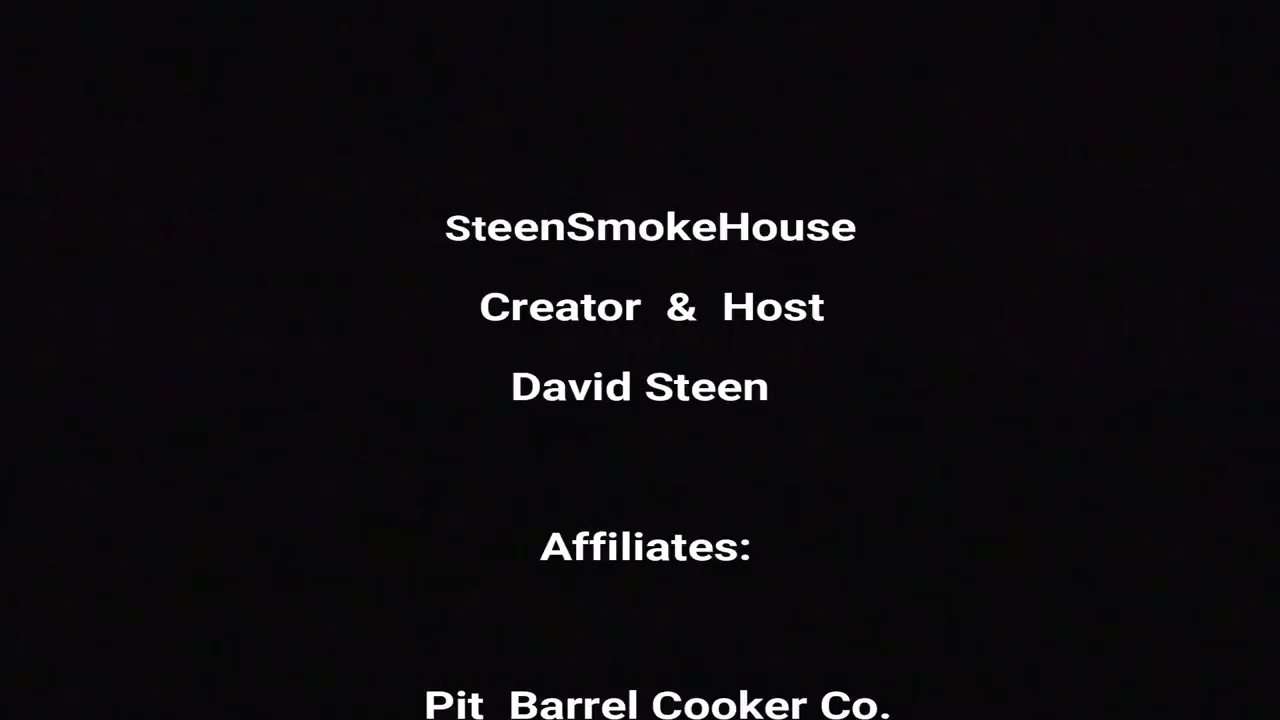 SteenSmokeHouse
Creator & Host
David Steen
Affiliates:
Pit Barrel Cooker Co.